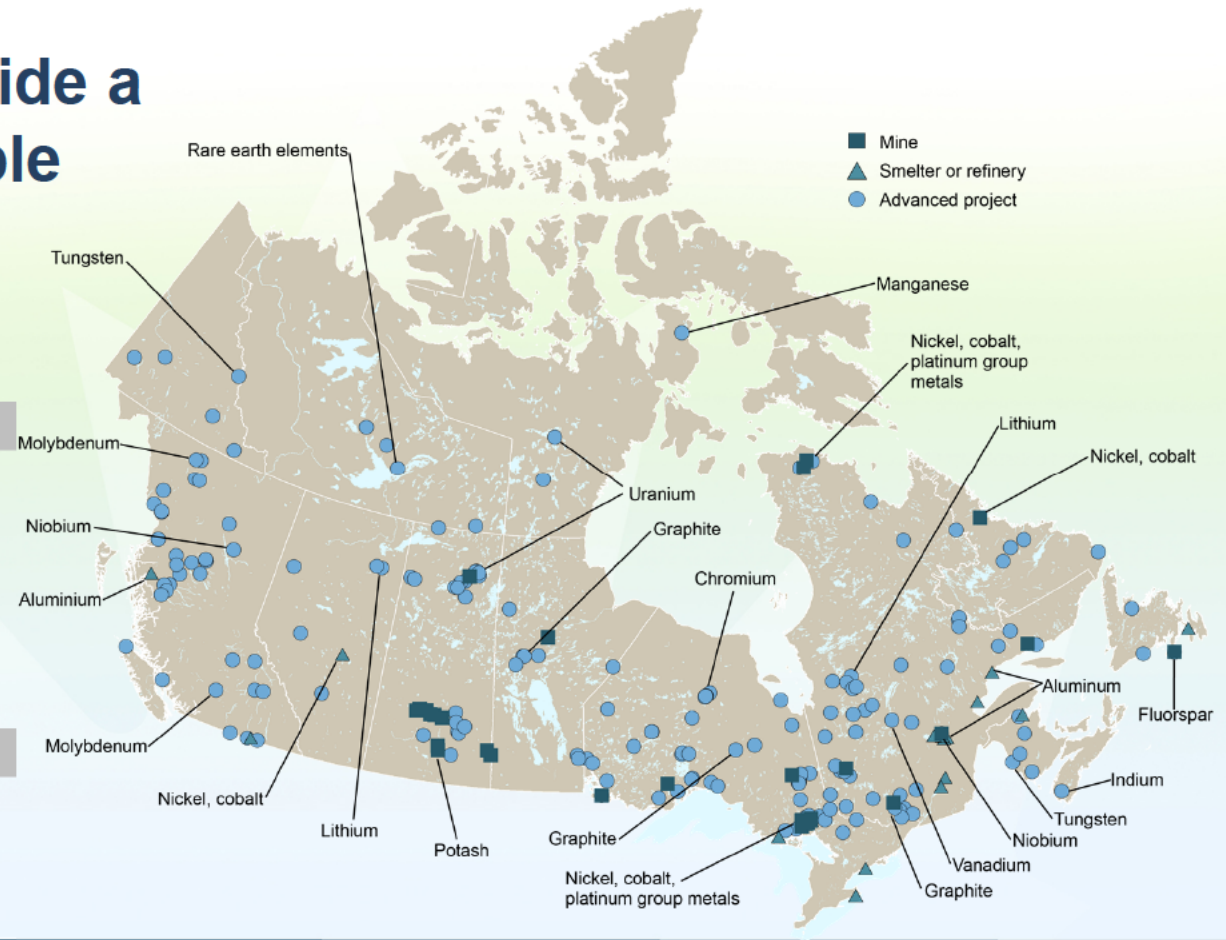 ide a
ple
Rare earth elements
Mine
Smelter or refinery
Advanced project
Tungsten
Manganese
Nickel, cobalt,
platinum group
metals
Lithium
Molybdenum
Nickel, cobalt
Uranium
Niobium
Graphite
Chromium
Aluminium
Aluminum
Fluorspar
Molybdenum
Indium
Nickel, cobalt
Tungsten
Lithium
Graphite
Niobium
Potash
Vanadium
Nickel, cobalt,
platinum group metals
Graphite